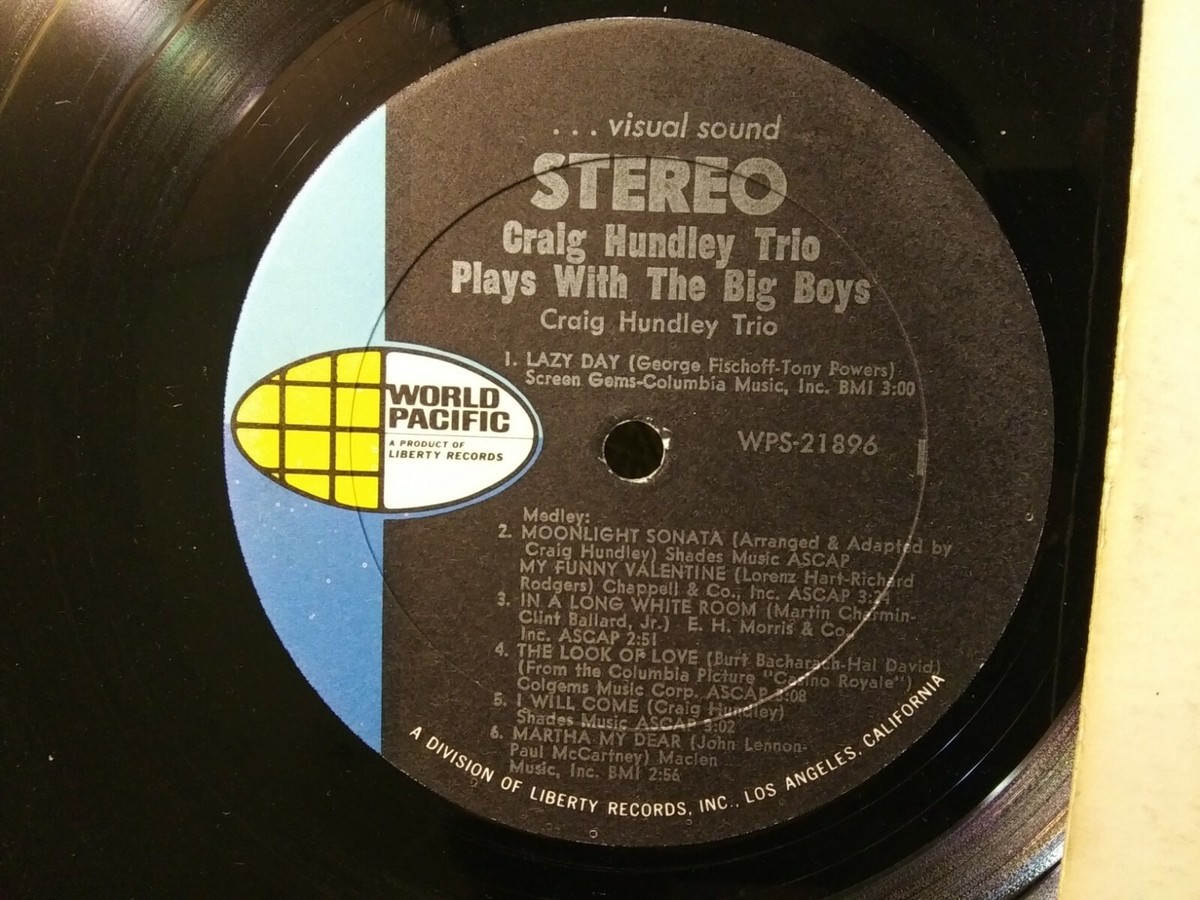 . . . visual sound
STEREO
Craig Hundley Trio
Plays With The Big Boys
Craig Hundley Trio
1. LAZY DAY (George Fischoff-Tony Powers)
Screen Gems-Columbia Music, Inc. BMI 3:00
WORLD
PACIFIC
A PRODUCT OF
LIBERTY RECORDS
WPS-21896
Medley:
2. MOONLIGHT SONATA (Arranged & Adapted by
Craig Hundley) Shades Music ASCAP
MY FUNNY VALENTINE (Lorenz Hart-Richard
Rodgers) Chappell & Co., Inc. ASCAP
3. IN A LONG WHITE ROOM (Martin Charmin-
Clint Ballard, Jr.) E. H. Morris & Co.,
Inc. ASCAP 2:51
4. THE LOOK OF LOVE (Burt Bacharach-Hal David)
(From the Columbia Picture "Casino Royale")
Colgems Music Corp. ASCAP 3:08
5. I WILL COME (Craig Hundley)
Shades Music ASCAP 3:02
6. MARTHA MY DEAR (John Lennon-
Paul McCartney) Maclen
Music, Inc. BMI 2:56
A DIVISION OF LIBERTY RECORDS, INC., LOS ANGELES, CALIFORNIA